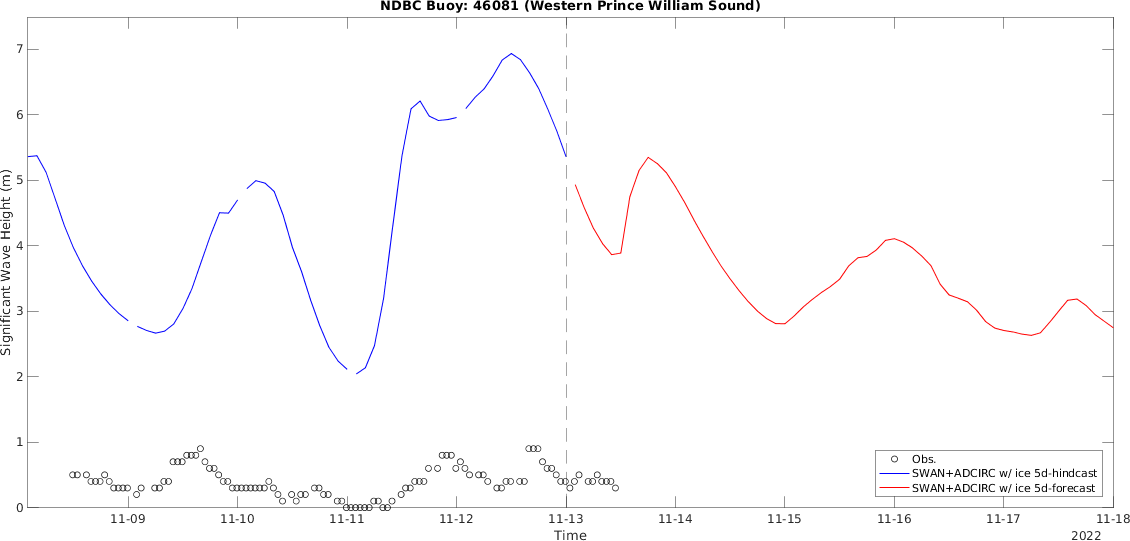 NDBC Buoy: 46081 (Western Prince William Sound)
Significant Wave Height (m)
7
6
5
4
3
2
1
0
Obs.
SWAN+ADCIRC w/ ice 5d-hindcast
SWAN+ADCIRC w/ ice 5d-forecast
11-09 11-10 11-11 11-12 11-13 11-14 11-15 11-16 11-17 11-18
Time
2022